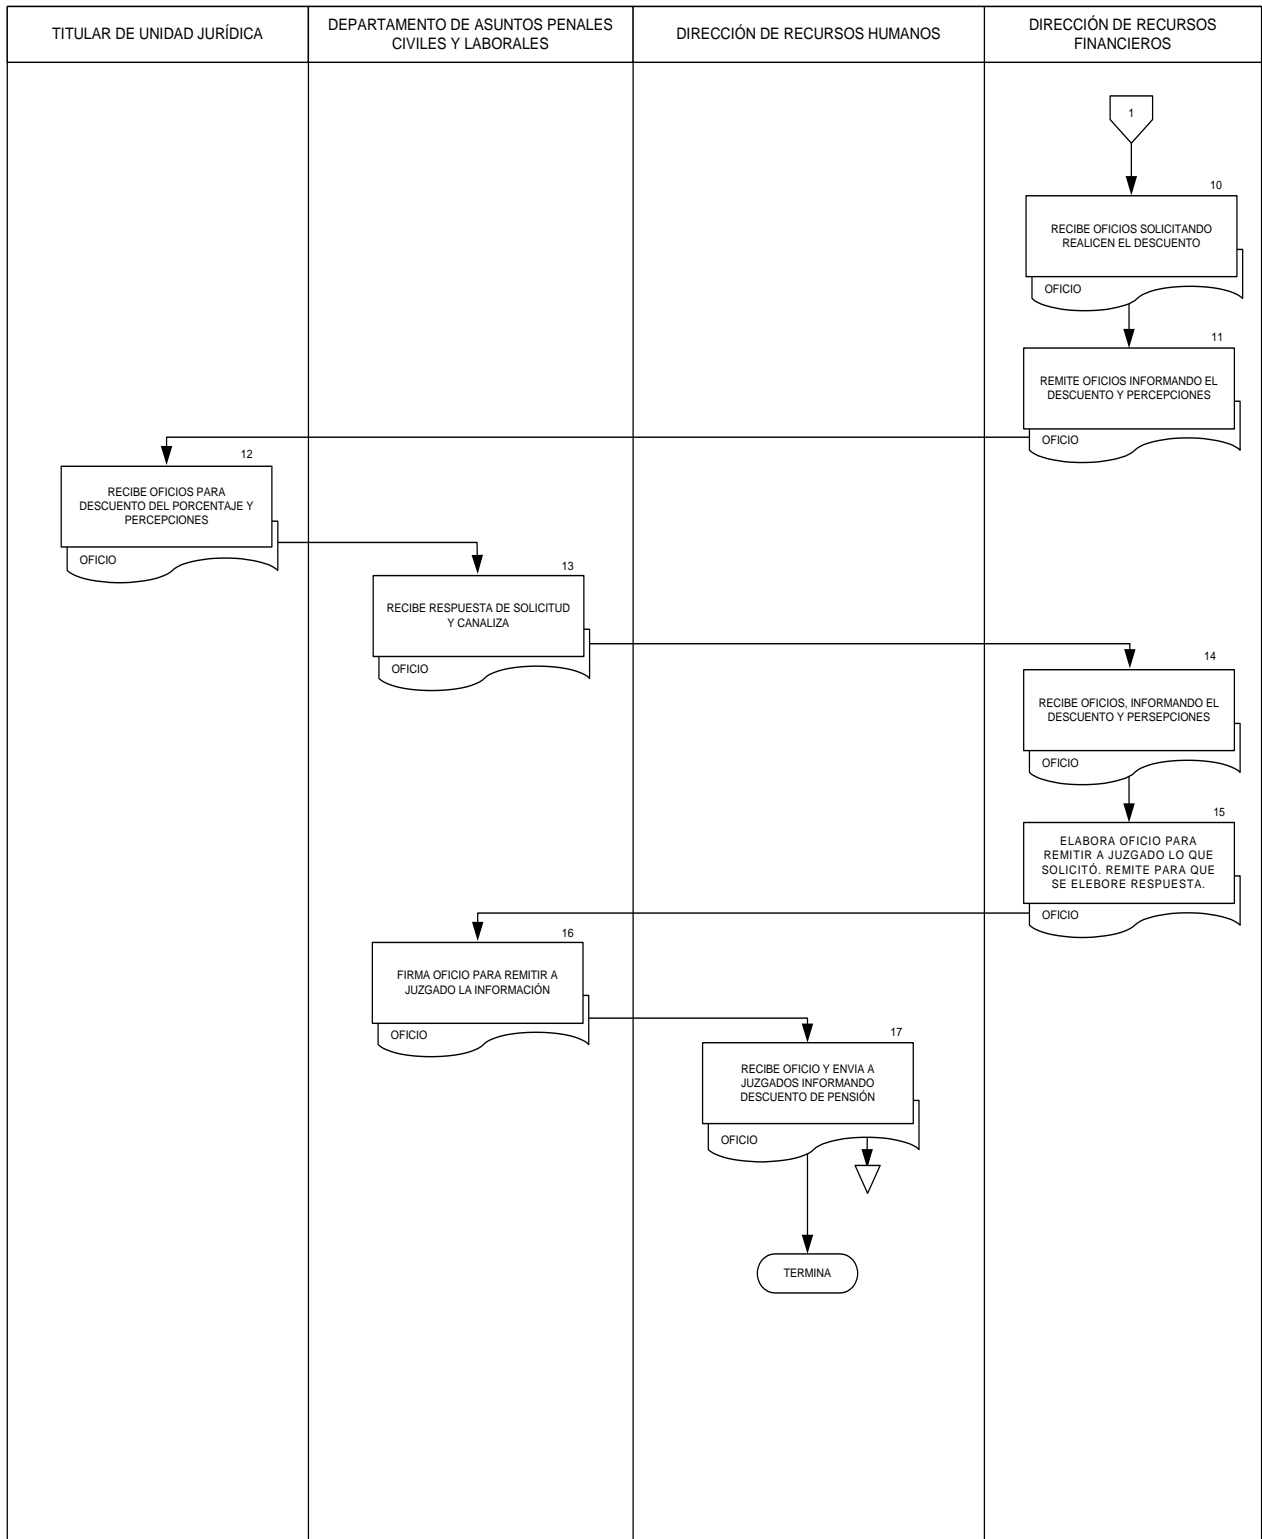 TITULAR DE UNIDAD JURÍDICA
DEPARTAMENTO DE ASUNTOS PENALES
CIVILES Y LABORALES
DIRECCIÓN DE RECURSOS HUMANOS
DIRECCIÓN DE RECURSOS
FINANCIEROS
1
10
RECIBE OFICIOS SOLICITANDO
REALICEN EL DESCUENTO
OFICIO
11
REMITE OFICIOS INFORMANDO EL
DESCUENTO Y PERCEPCIONES
OFICIO
12
RECIBE OFICIOS PARA
DESCUENTO DEL PORCENTAJE Y
PERCEPCIONES
OFICIO
13
RECIBE RESPUESTA DE SOLICITUD
Y CANALIZA
OFICIO
14
RECIBE OFICIOS, INFORMANDO EL
DESCUENTO Y PERSEPCIONES
OFICIO
15
ELABORA OFICIO PARA
REMITIR A JUZGADO LO QUE
SOLICITÓ. REMITE PARA QUE
SE ELEBORE RESPUESTA.
OFICIO
16
FIRMA OFICIO PARA REMITIR A
JUZGADO LA INFORMACIÓN
OFICIO
17
RECIBE OFICIO Y ENVIA A
JUZGADOS INFORMANDO
DESCUENTO DE PENSIÓN
OFICIO
TERMINA